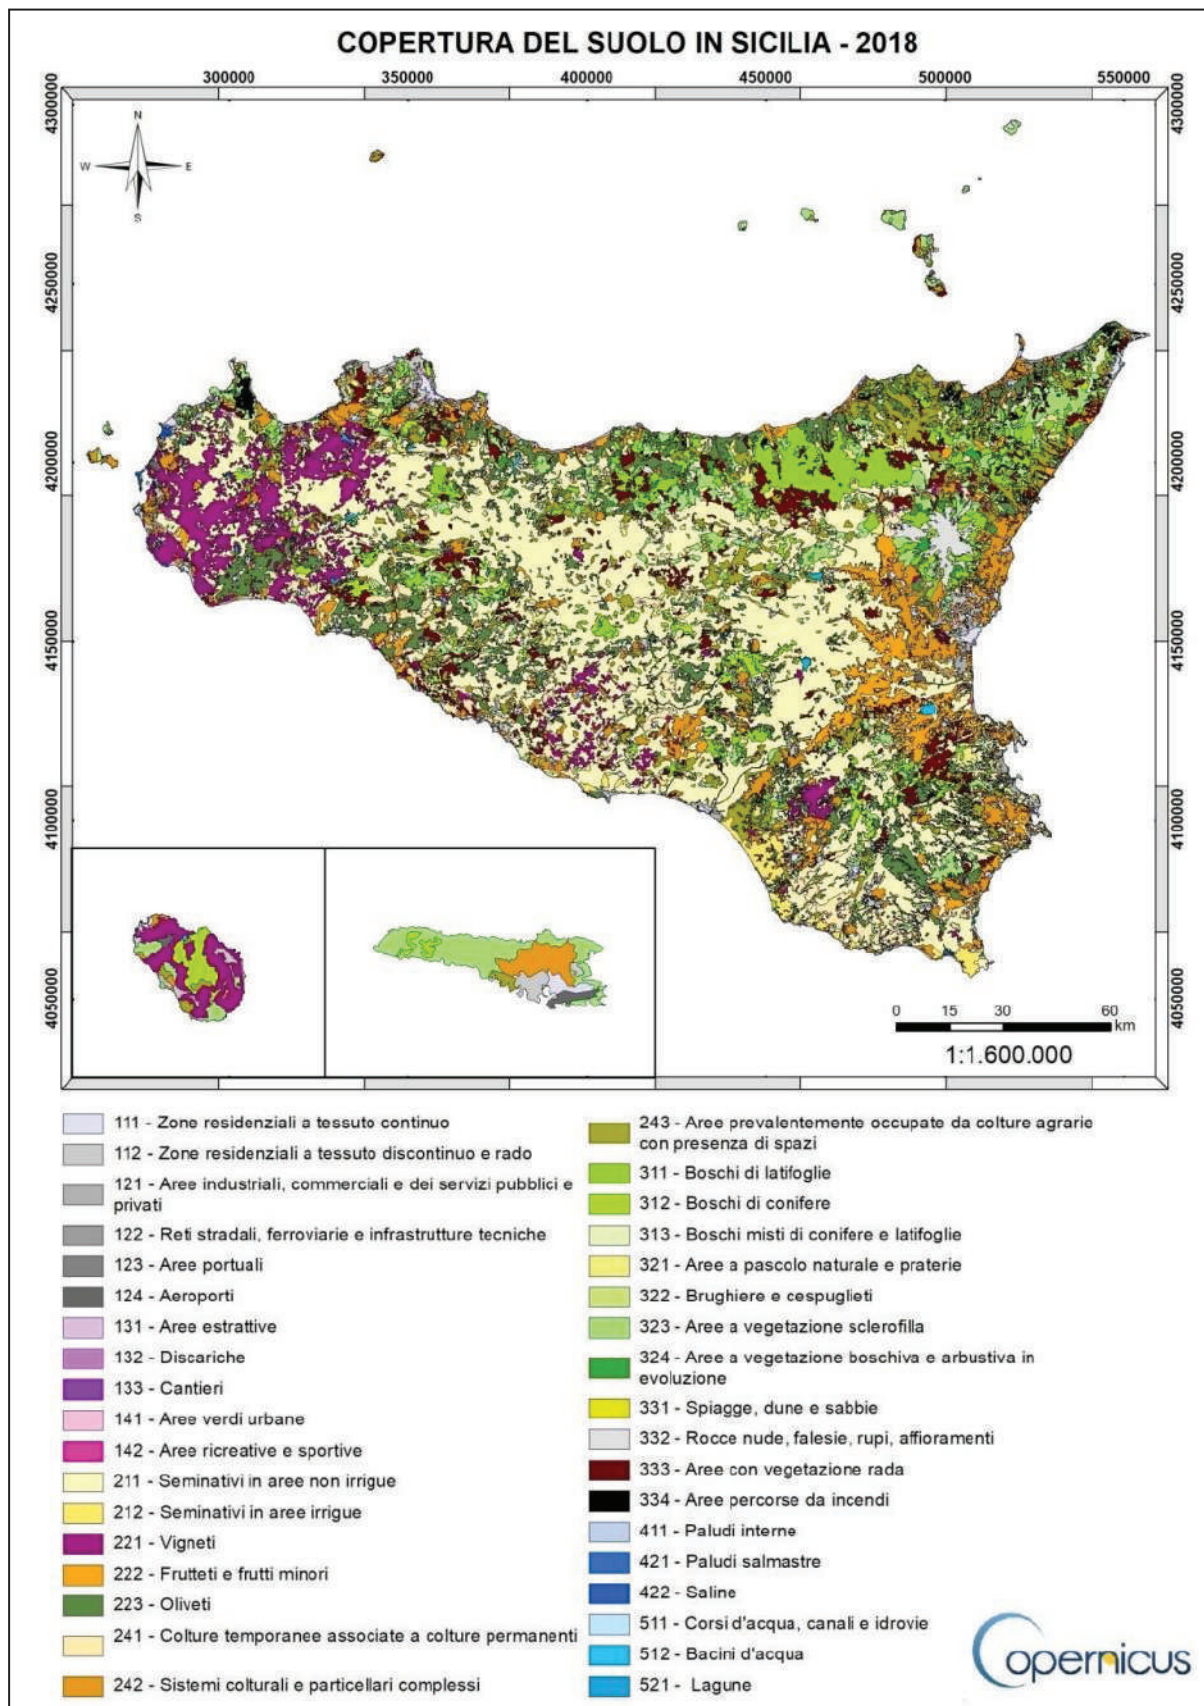 COPERTURA DEL SUOLO IN SICILIA - 2018
300000 350000 400000 450000 500000 550000
4300000
4300000
N
W E
S
4250000
4250000
4200000
4200000
4150000
4150000
4100000
4100000
4050000
4050000
0 15 30 60
km
1:1.600.000
111 - Zone residenziali a tessuto continuo
112 - Zone residenziali a tessuto discontinuo e rado
121 - Aree industriali, commerciali e dei servizi pubblici e
privati
122 - Reti stradali, ferroviarie e infrastrutture tecniche
123 - Aree portuali
124 - Aeroporti
131 - Aree estrattive
132 - Discariche
133 - Cantieri
141 - Aree verdi urbane
142 - Aree ricreative e sportive
211 - Seminativi in aree non irrigue
212 - Seminativi in aree irrigue
221 - Vigneti
222 - Frutteti e frutti minori
223 - Oliveti
241 - Colture temporanee associate a colture permanenti
242 - Sistemi colturali e particellari complessi
243 - Aree prevalentemente occupate da colture agrarie
con presenza di spazi
311 - Boschi di latifoglie
312 - Boschi di conifere
313 - Boschi misti di conifere e latifoglie
321 - Aree a pascolo naturale e praterie
322 - Brughiere e cespuglieti
323 - Aree a vegetazione sclerofilla
324 - Aree a vegetazione boschiva e arbustiva in
evoluzione
331 - Spiagge, dune e sabbie
332 - Rocce nude, falesie, rupi, affioramenti
333 - Aree con vegetazione rada
334 - Aree percorse da incendi
411 - Paludi interne
421 - Paludi salmastre
422 - Saline
511 - Corsi d'acqua, canali e idrovie
512 - Bacini d'acqua
521 - Lagune
Copernicus